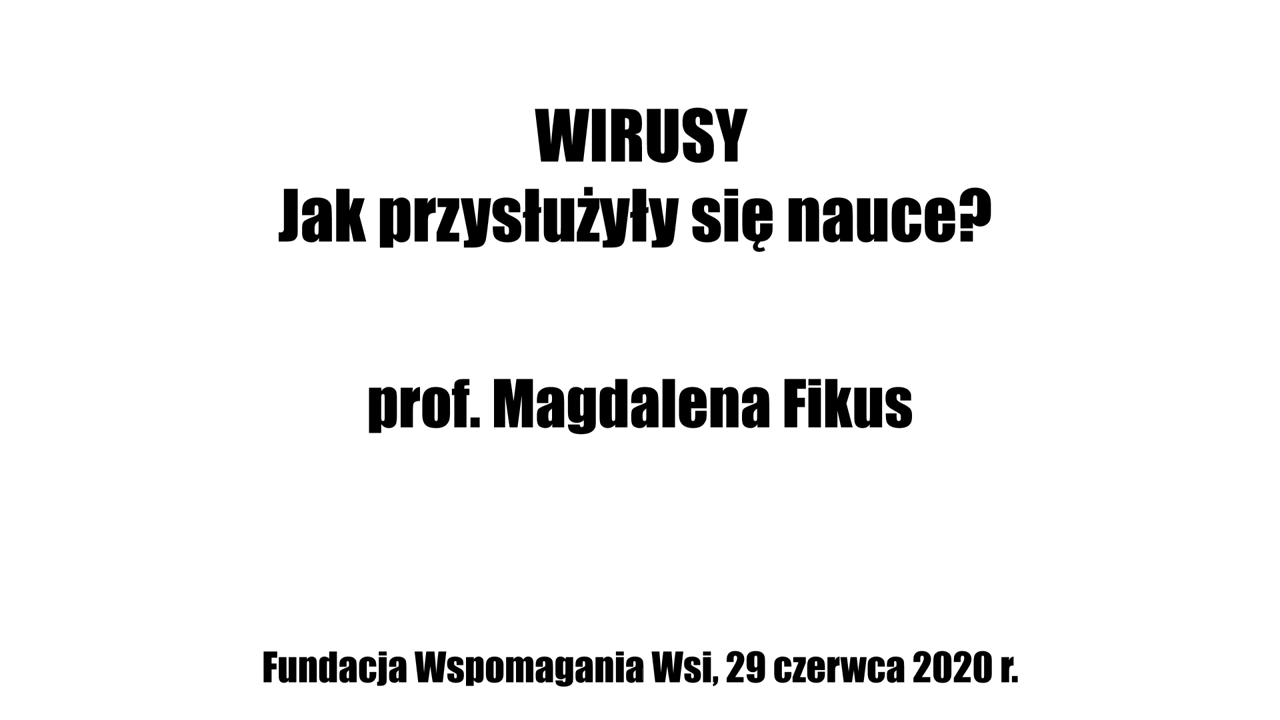 WIRUSY
Jak przysłużyły się nauce?
prof. Magdalena Fikus
Fundacja Wspomagania Wsi, 29 czerwca 2020 r.